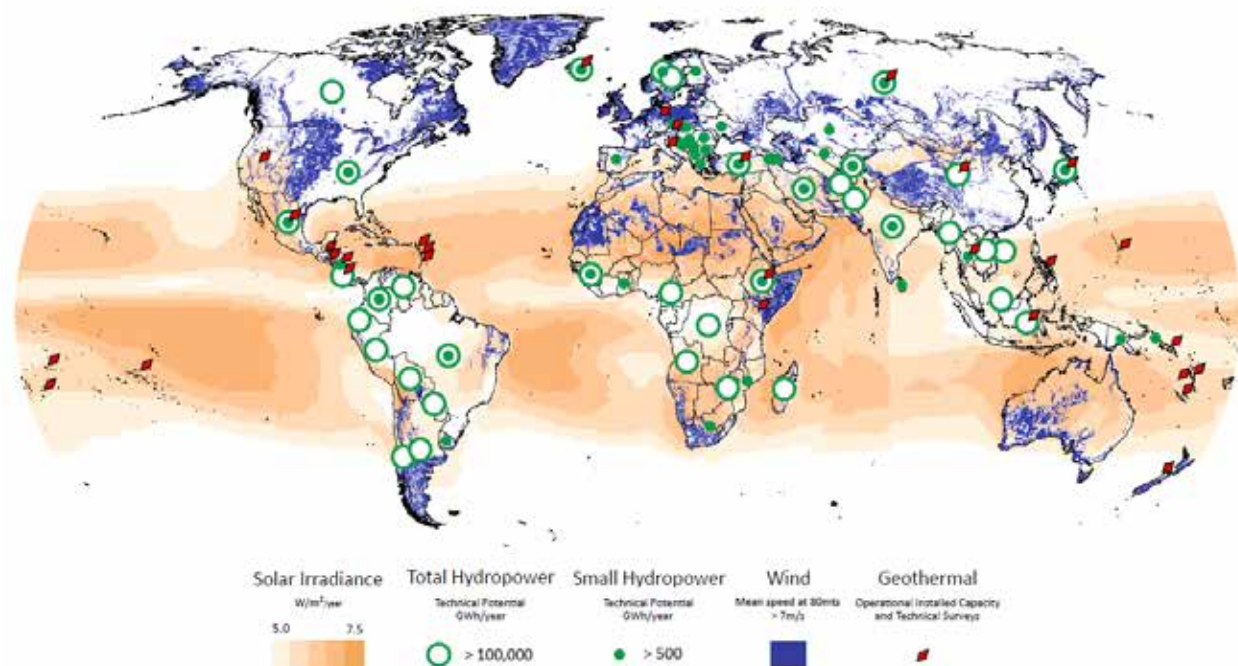 Solar Irradiance
W/m²/year
5.0 7.5
Total Hydropower
Technical Potential
GWh/year
> 100,000
Small Hydropower
Technical Potential
GWh/year
> 500
Wind
Mean speed at 80mts
> 7m/s
Geothermal
Operational Installed Capacity
and Technical Surveys